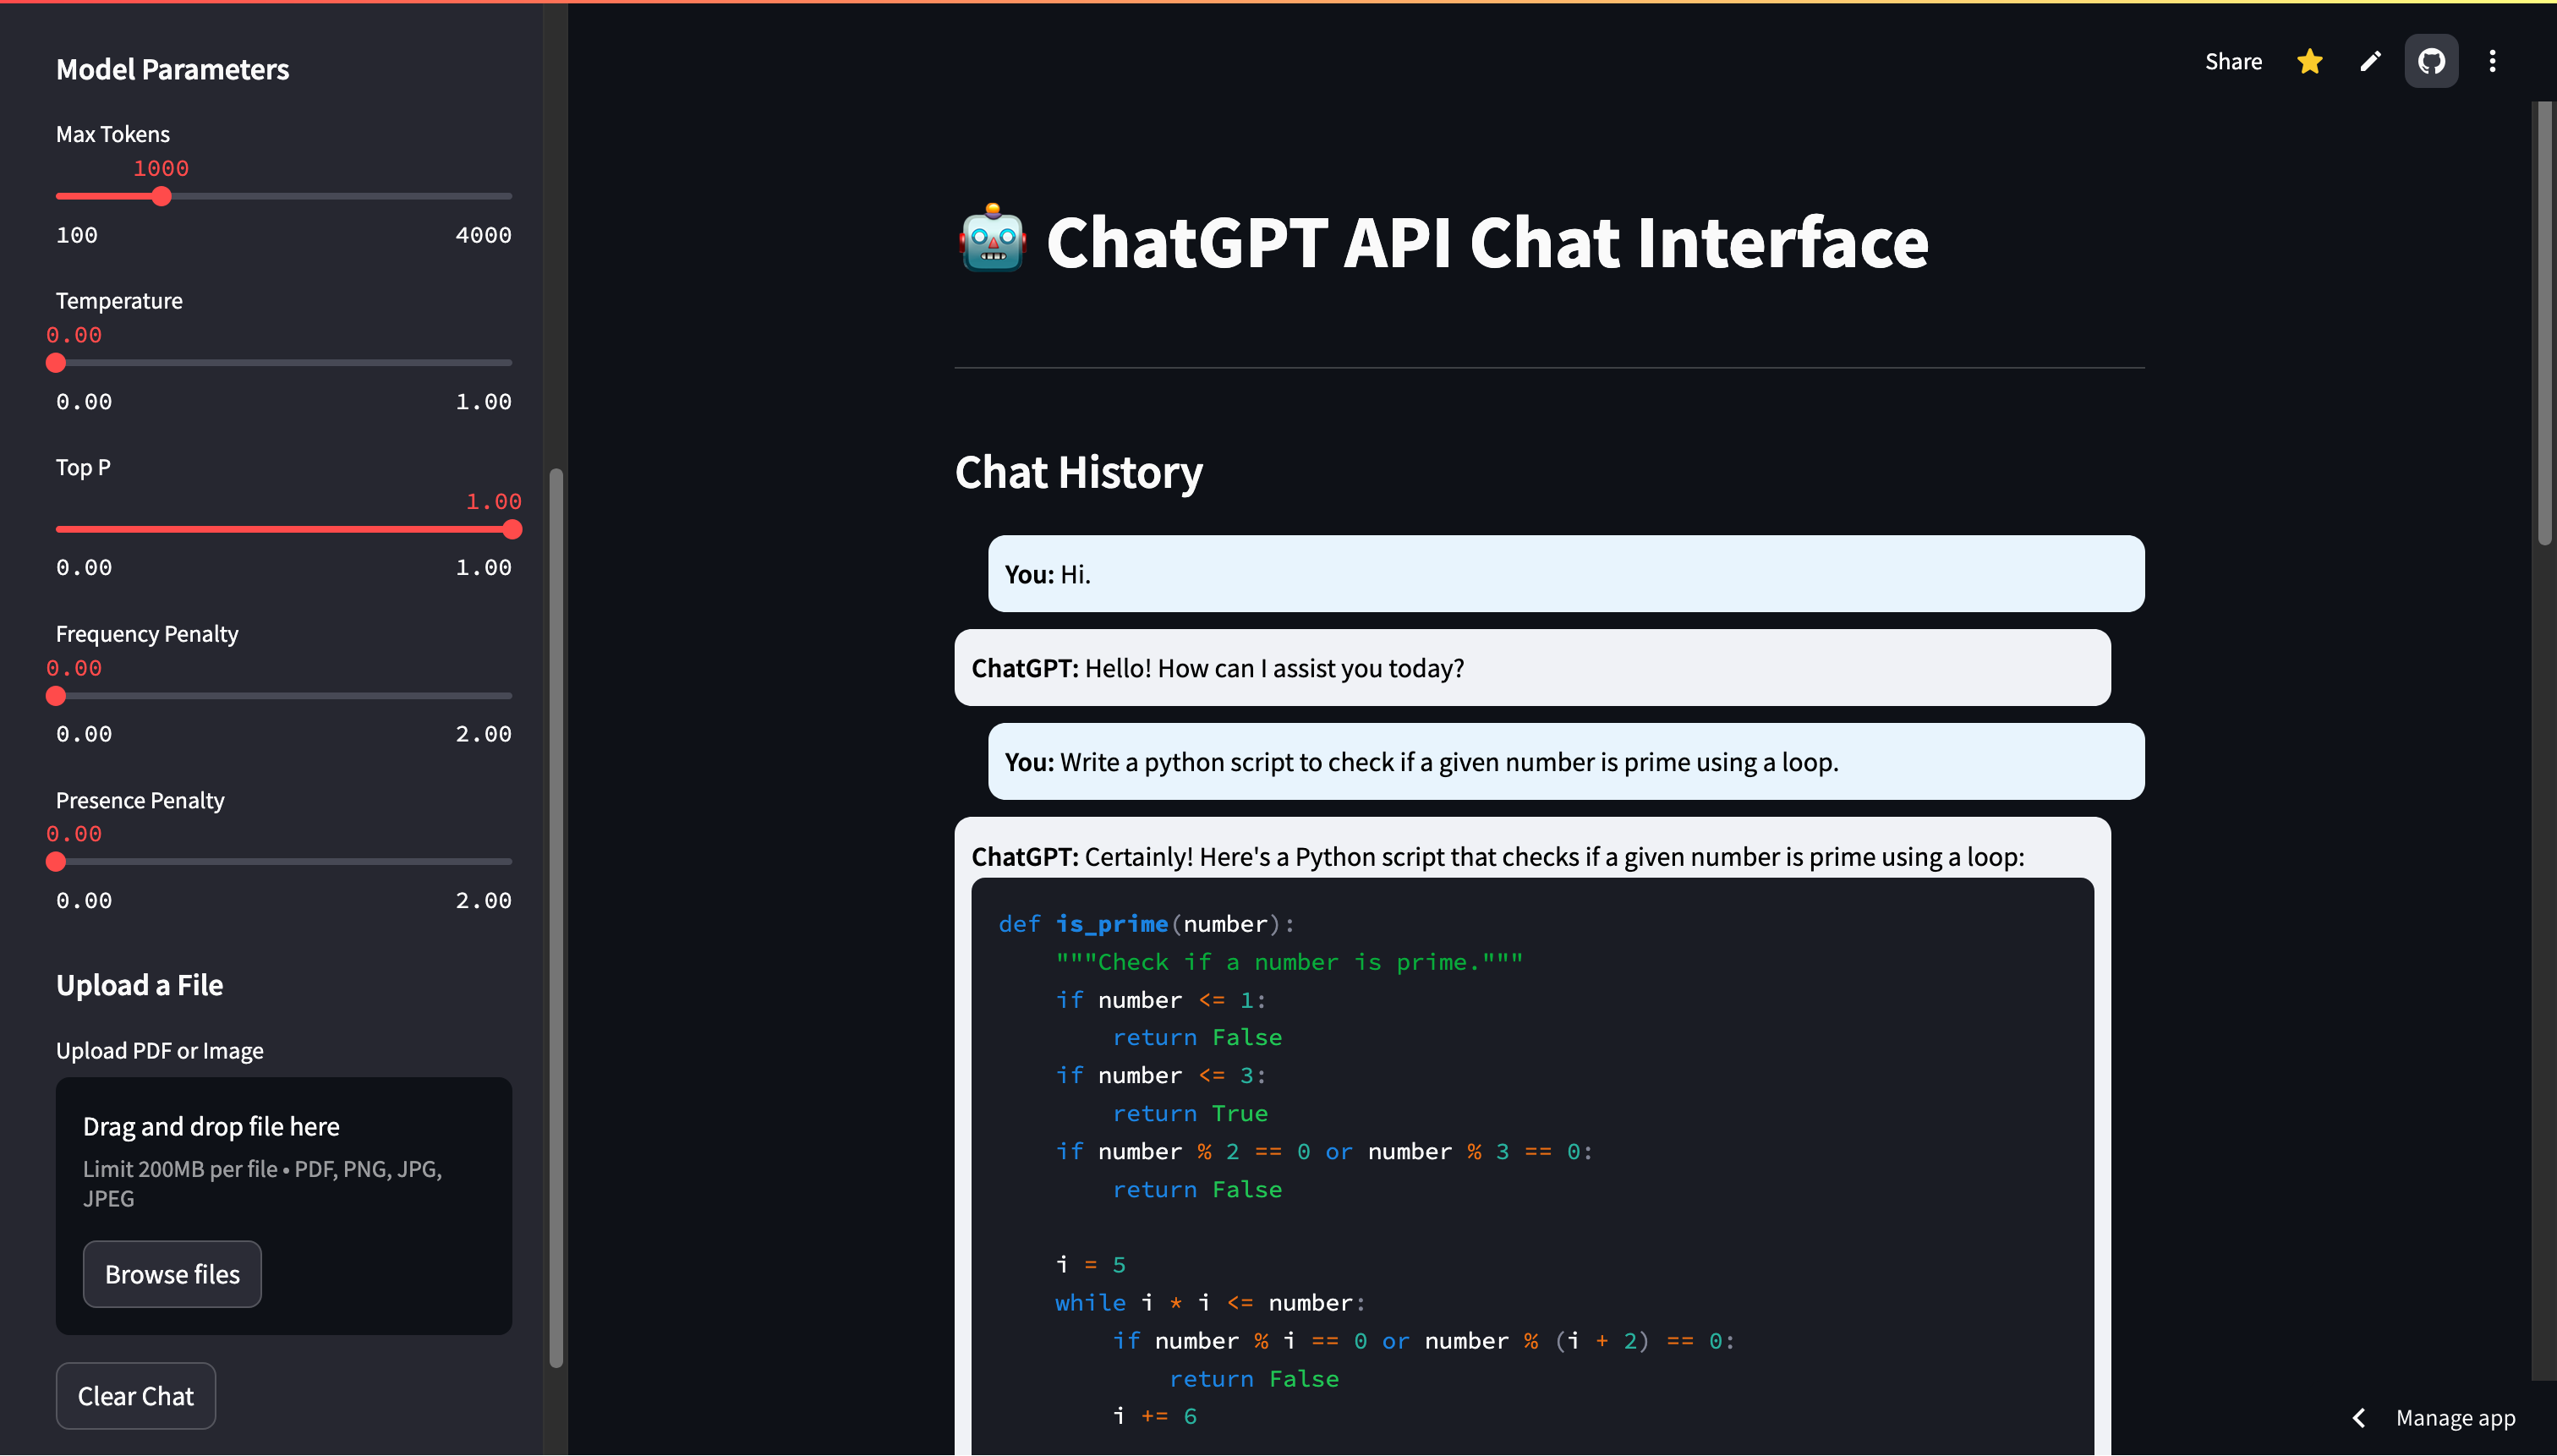 Model Parameters
Max Tokens
1000
100 4000
Temperature
0.00
0.00 1.00
Top P
1.00
0.00 1.00
Frequency Penalty
0.00
0.00 2.00
Presence Penalty
0.00
0.00 2.00
Upload a File
Upload PDF or Image
Drag and drop file here
Limit 200MB per file • PDF, PNG, JPG,
JPEG
Browse files
Clear Chat
Share
ChatGPT API Chat Interface
Chat History
You: Hi.
ChatGPT: Hello! How can I assist you today?
You: Write a python script to check if a given number is prime using a loop.
ChatGPT: Certainly! Here's a Python script that checks if a given number is prime using a loop:
def is_prime(number):
    """Check if a number is prime."""
    if number <= 1:
        return False
    if number <= 3:
        return True
    if number % 2 == 0 or number % 3 == 0:
        return False
    i = 5
    while i * i <= number:
        if number % i == 0 or number % (i + 2) == 0:
            return False
        i += 6
Manage app